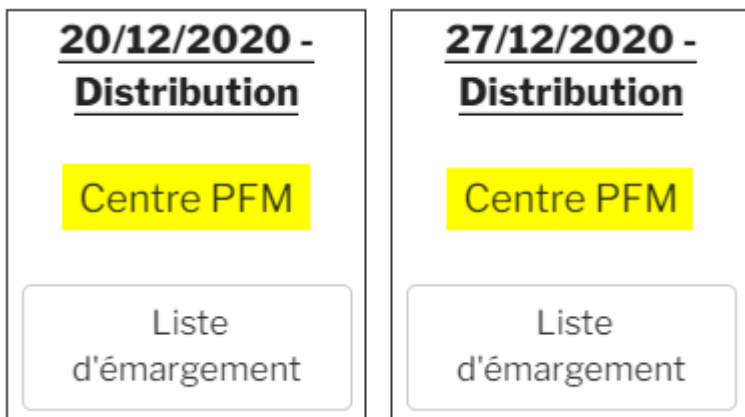 20/12/2020 -
Distribution
Centre PFM
Liste
d'émargement
27/12/2020 -
Distribution
Centre PFM
Liste
d'émargement